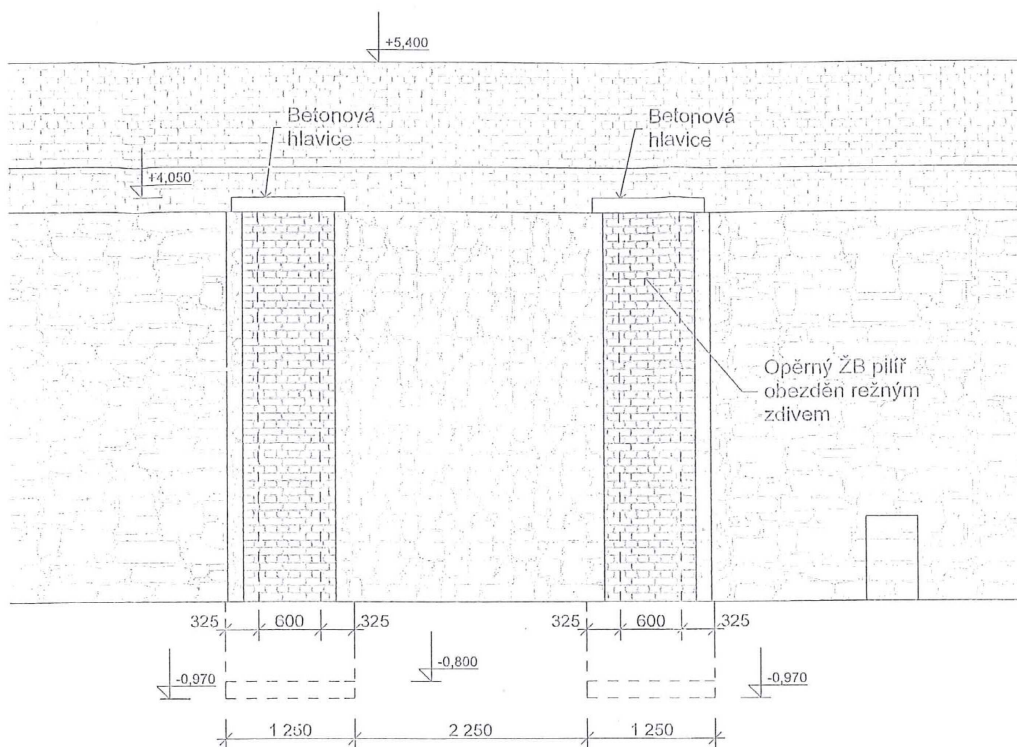 +5,400
Betonová
hlavice
Betonová
hlavice
+4,050
Opěrný ŽB pilíř
obezděn režným
zdivem
325 600 325 325 600 325
-0,970 -0,800 -0,970
1 250 2 250 1 250